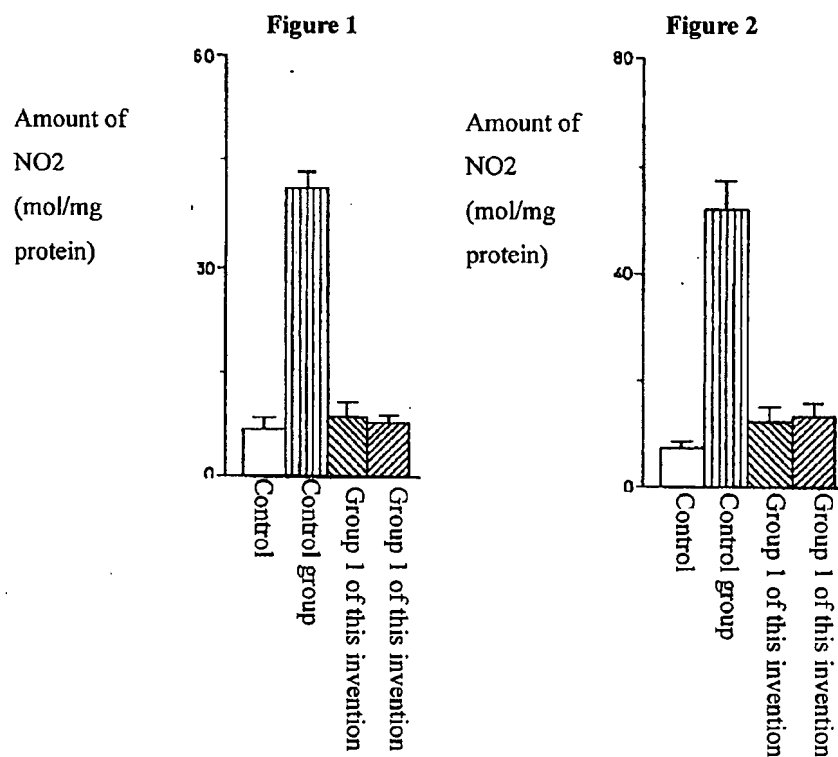 Figure 1
60
Amount of
NO2
(mol/mg
protein)
30
0
Control
Control group
Group 1 of this invention
Group 1 of this invention
Figure 2
80
Amount of
NO2
(mol/mg
protein)
40
0
Control
Control group
Group 1 of this invention
Group 1 of this invention